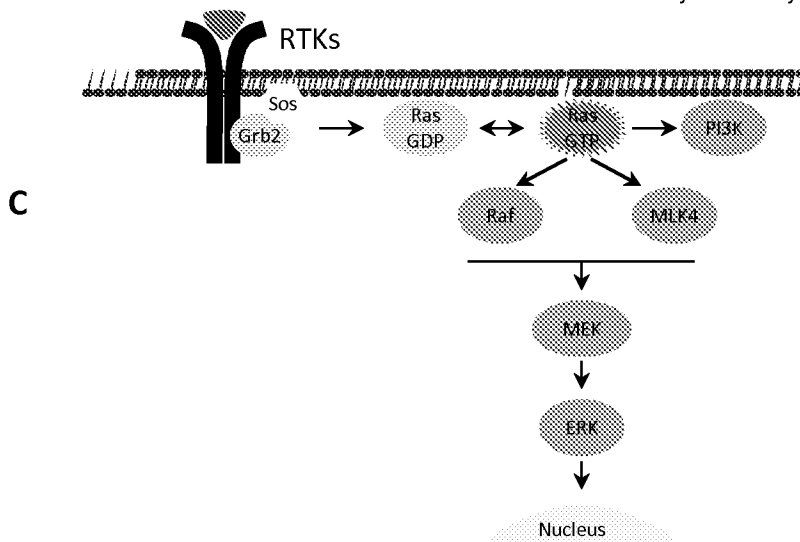 RTKs
Sos
Grb2
Ras
GDP
Ras
GTP
PI3K
C
Raf
MLK4
MEK
ERK
Nucleus